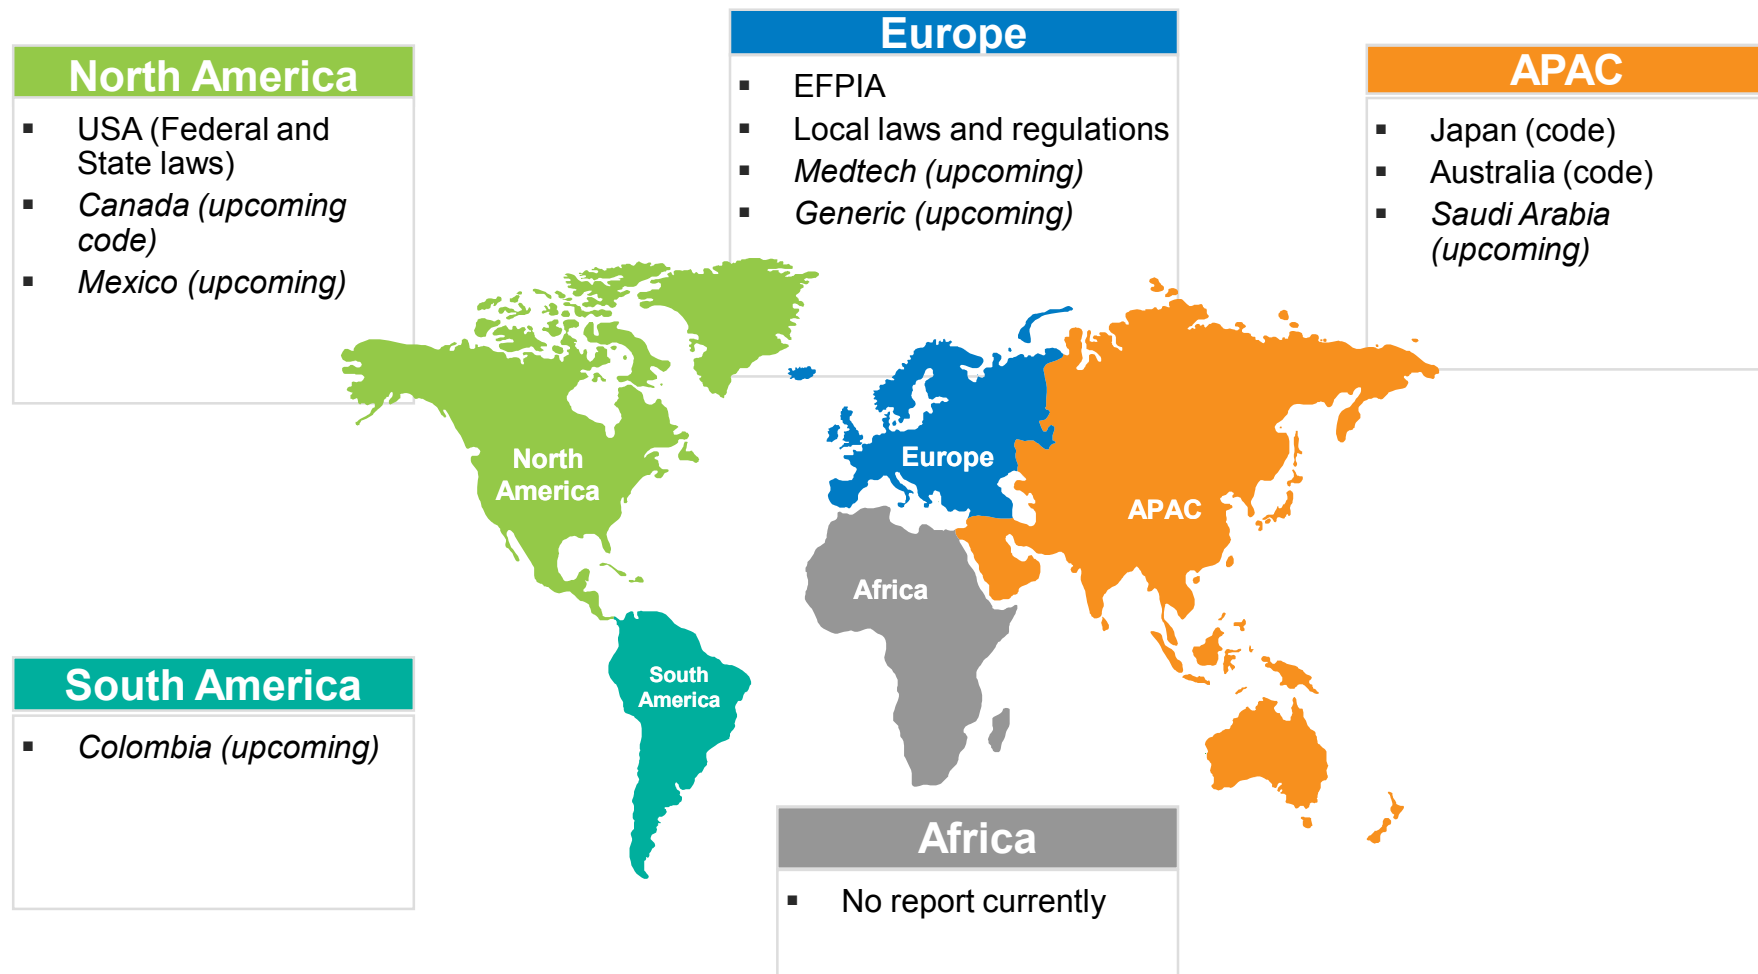 North America
▪ USA (Federal and
State laws)
▪ Canada (upcoming
code)
▪ Mexico (upcoming)
Europe
▪ EFPIA
▪ Local laws and regulations
▪ Medtech (upcoming)
▪ Generic (upcoming)
APAC
▪ Japan (code)
▪ Australia (code)
▪ Saudi Arabia
(upcoming)
North
America
Europe
APAC
Africa
South
America
South America
▪ Colombia (upcoming)
Africa
▪ No report currently